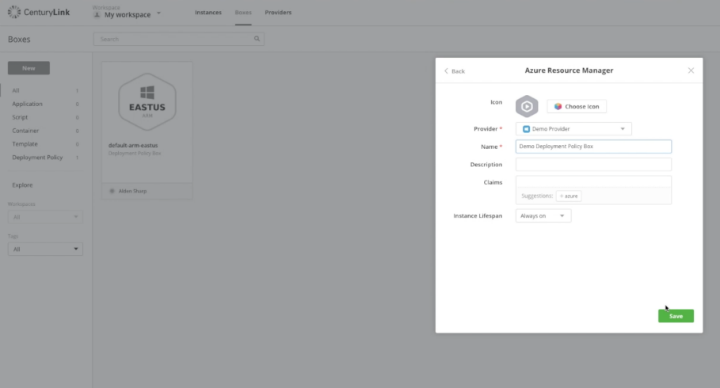 CenturyLink
Workspace
My workspace
Instances
Boxes
Providers
Boxes
Search
New
All 1
Application 0
Script 0
Container 0
Template 0
Deployment Policy 1
Explore
Workspace
All
Tags
All
EASTUS
default-arm-eastus
Deployment Policy Box
< Back
Azure Resource Manager
Icon
Choose Icon
Provider *
Demo Provider
Name *
Demo Deployment Policy Box
Description
Claims
Suggestions:
+ azure
Instance Lifespan
Always on
Save